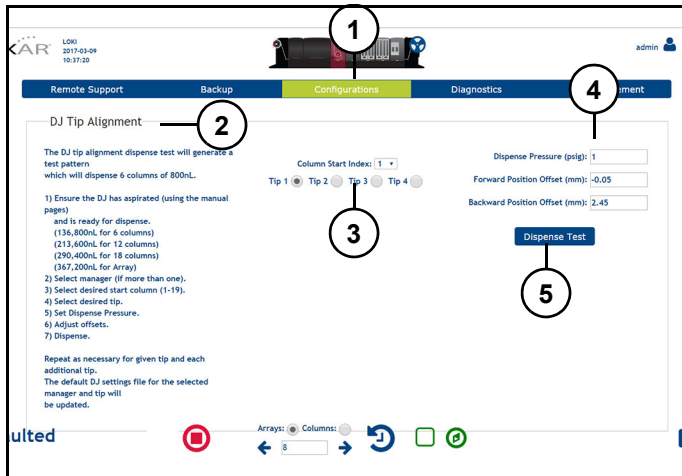 1
KAR
LOKI
2017-03-09
10:37:20
admin
Remote Support Backup Configurations Diagnostics
4
DJ Tip Alignment
2
The DJ tip alignment dispense test will generate a
test pattern
which will dispense 6 columns of 800nL.
1) Ensure the DJ has aspirated (using the manual
pages)
and is ready for dispense.
(136,800nL for 6 columns)
(213,600nL for 12 columns)
(290,400nL for 18 columns)
(367,200nL for Array)
2) Select manager (if more than one).
3) Select desired start column (1-19).
4) Select desired tip.
5) Set Dispense Pressure.
6) Adjust offsets.
7) Dispense.
Repeat as necessary for given tip and each
additional tip.
The default DJ settings file for the selected
manager and tip will
be updated.
Column Start Index: 1
Tip 1 Tip 2 Tip 3 Tip 4
3
Dispense Pressure (psig): 1
Forward Position Offset (mm): -0.05
Backward Position Offset (mm): 2.45
Dispense Test
5
ulted
Arrays: Columns:
8